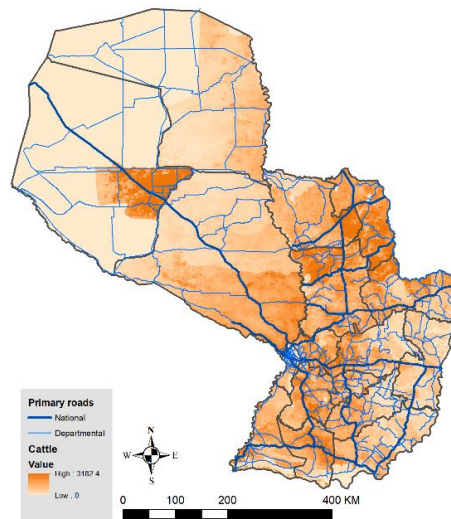 Primary roads
National
Departmental
Cattle
Value
High : 3182.4
Low : 0
N
W
E
S
0
100
200
400 KM